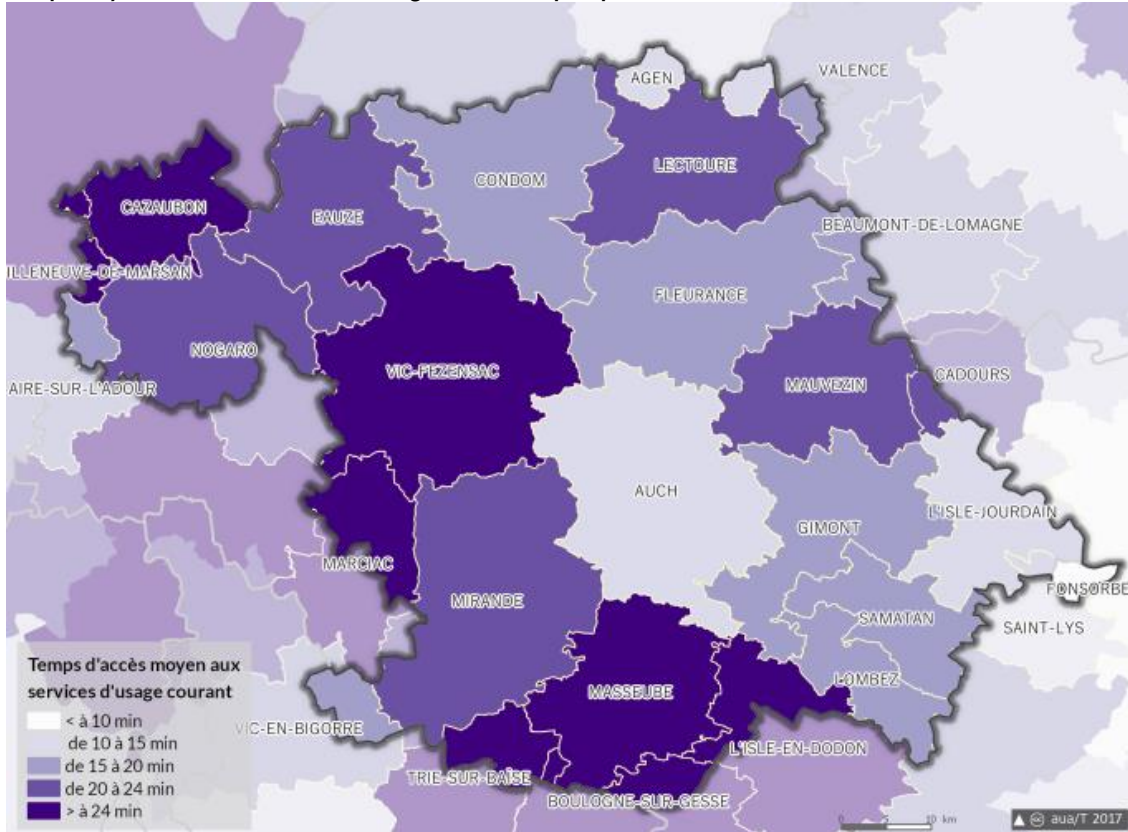 AGEN
VALENCE
LECTOURE
CONDOM
CAZAUBON
EAUZE
BEAUMONT-DE-LOMAGNE
ILLENEUVE-DE-MARSAN
FLEURANCE
NOGARO
VIC-FEZENSAC
MAUVEZIN
CADOURS
AIRE-SUR-L'ADOUR
AUCH
L'ISLE-JOURDAIN
GIMONT
MARCIAC
MIRANDE
FONSORBE
SAMATAN
SAINT-LYS
LOMBEZ
MASSEUBE
VIC-EN-BIGORRE
L'ISLE-EN-DODON
TRIE-SUR-BAÏSE
BOULOGNE-SUR-GESSE
Temps d'accès moyen aux
services d'usage courant
< à 10 min
de 10 à 15 min
de 15 à 20 min
de 20 à 24 min
> à 24 min
0 5 10 km
aua/T 2017